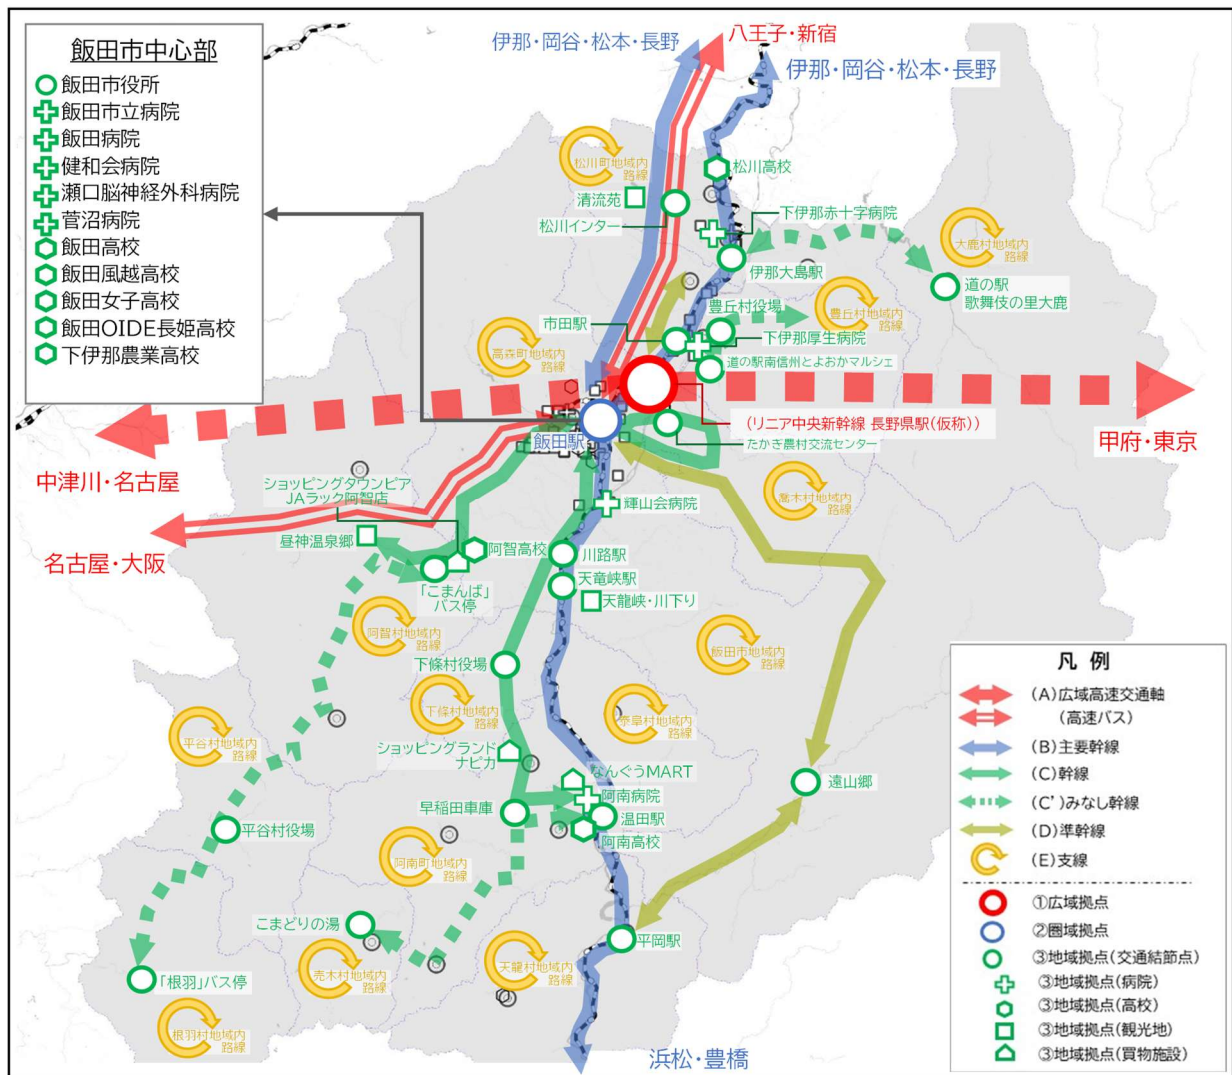 飯田市中心部
飯田市役所
飯田市立病院
飯田病院
健和会病院
瀬口脳神経外科病院
菅沼病院
飯田高校
飯田風越高校
飯田女子高校
飯田OIDE長姫高校
下伊那農業高校
伊那・岡谷・松本・長野
八王子・新宿
伊那・岡谷・松本・長野
松川町地域内
路線
松川高校
清流苑
松川インター
下伊那赤十字病院
大鹿村地域内
路線
伊那大島駅
道の駅
歌舞伎の里大鹿
豊丘村役場
豊丘村地域内
路線
市田駅
下伊那厚生病院
高森町地域内
路線
道の駅南信州とよおかマルシェ
(リニア中央新幹線 長野県駅(仮称))
飯田駅
たかぎ農村交流センター
甲府・東京
中津川・名古屋
ショッピングタウンピア
JAラック阿智店
喬木村地域内
路線
輝山会病院
昼神温泉郷
名古屋・大阪
阿智高校
川路駅
「こまんば」
バス停
天竜峡駅
天龍峡・川下り
阿智村地域内
路線
飯田市地域内
路線
下條村役場
下條村地域内
路線
泰阜村地域内
路線
平谷村地域内
路線
ショッピングランド
ナピカ
なんぐうMART
阿南病院
遠山郷
早稲田車庫
温田駅
平谷村役場
阿南高校
阿南町地域内
路線
こまどりの湯
平岡駅
売木村地域内
路線
天龍村地域内
路線
「根羽」バス停
根羽村地域内
路線
浜松・豊橋
凡 例
(A)広域高速交通軸
(高速バス)
(B)主要幹線
(C)幹線
(C')みなし幹線
(D)準幹線
(E)支線
①広域拠点
②圏域拠点
③地域拠点(交通結節点)
③地域拠点(病院)
③地域拠点(高校)
③地域拠点(観光地)
③地域拠点(買物施設)